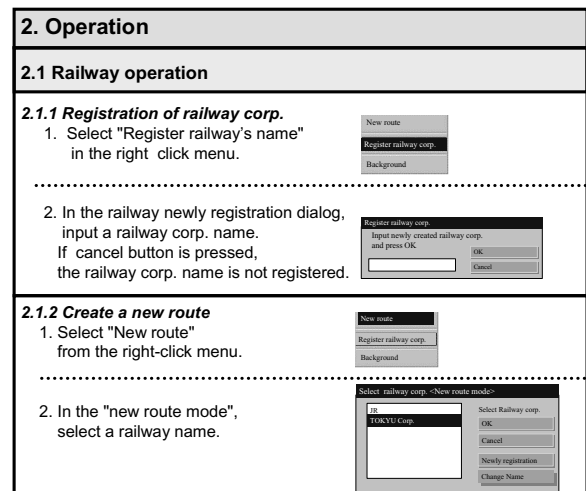 2. Operation
2.1 Railway operation
2.1.1 Registration of railway corp.
1. Select "Register railway's name"
in the right click menu.
New route
Register railway corp.
Background
2. In the railway newly registration dialog,
input a railway corp. name.
If cancel button is pressed,
the railway corp. name is not registered.
Register railway corp.
Input newly created railway corp.
and press OK
OK
Cancel
2.1.2 Create a new route
1. Select "New route"
from the right-click menu.
New route
Register railway corp.
Background
2. In the "new route mode",
select a railway name.
Select railway corp. <New route mode>
JR
TOKYU Corp.
Select Railway corp.
OK
Cancel
Newly registration
Change Name